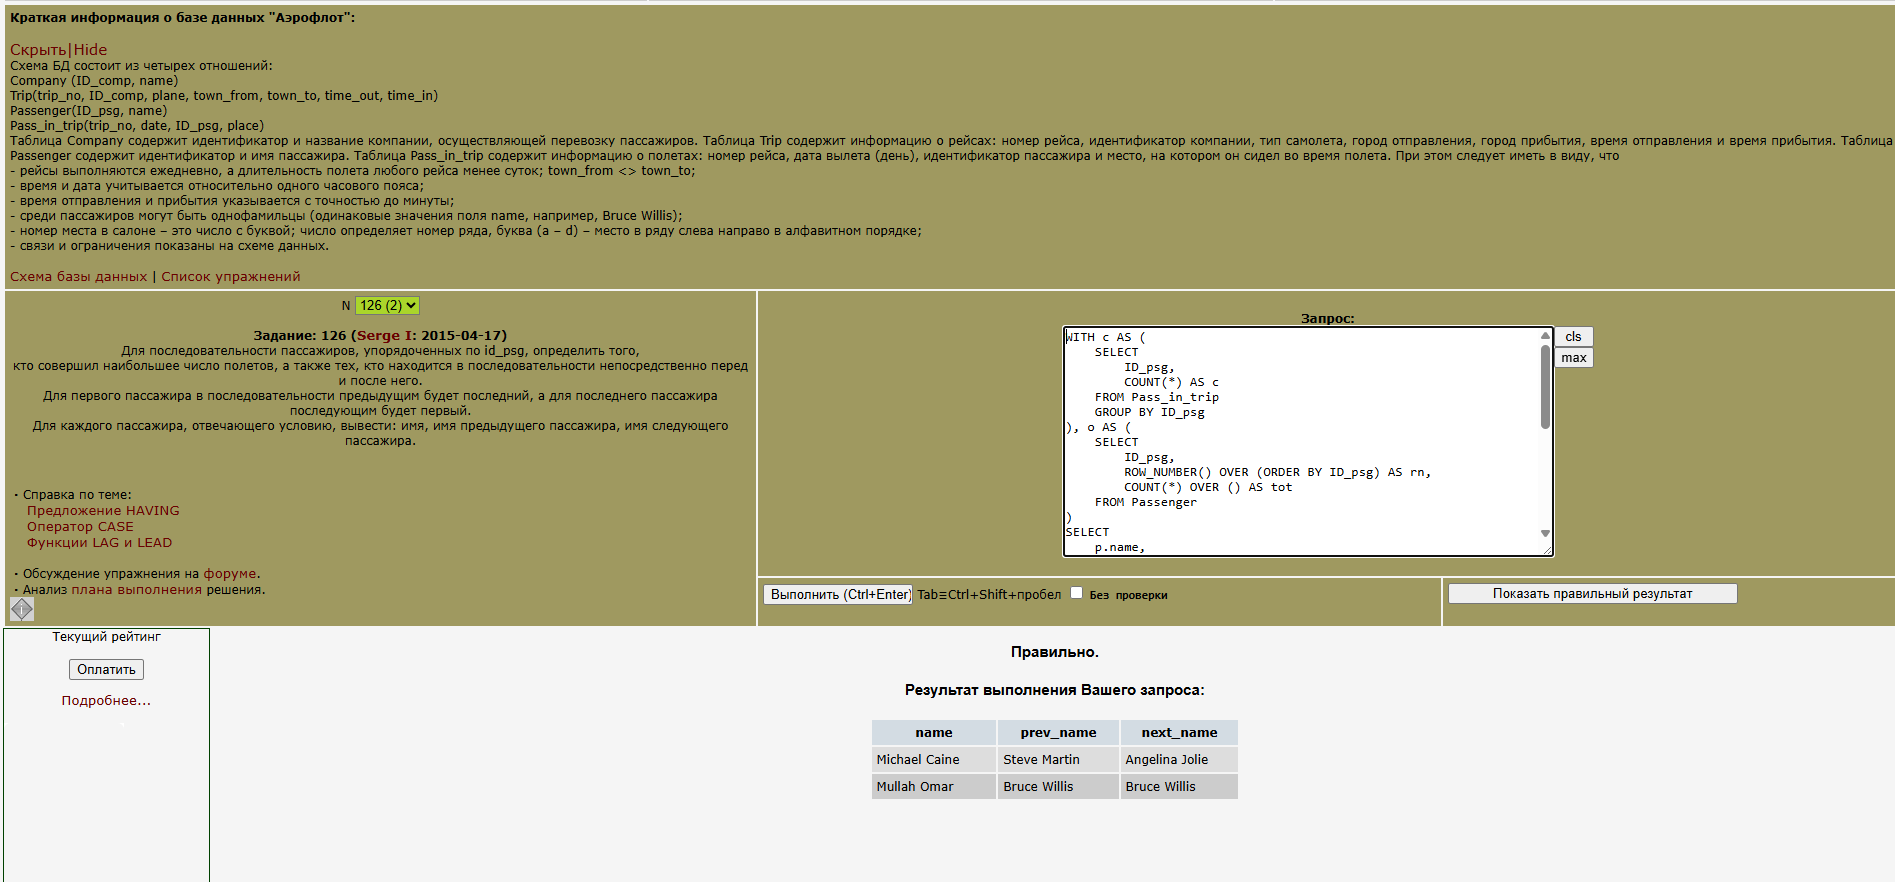 Краткая информация о базе данных "Аэрофлот":
Скрыть|Hide
Схема БД состоит из четырех отношений:
Company (ID_comp, name)
Trip(trip_no, ID_comp, plane, town_from, town_to, time_out, time_in)
Passenger(ID_psg, name)
Pass_in_trip(trip_no, date, ID_psg, place)
Таблица Company содержит идентификатор и название компании, осуществляющей перевозку пассажиров. Таблица Trip содержит информацию о рейсах: номер рейса, идентификатор компании, тип самолета, город отправления, город прибытия, время отправления и время прибытия. Таблица
Passenger содержит идентификатор и имя пассажира. Таблица Pass_in_trip содержит информацию о полетах: номер рейса, дата вылета (день), идентификатор пассажира и место, на котором он сидел во время полета. При этом следует иметь в виду, что
- рейсы выполняются ежедневно, а длительность полета любого рейса менее суток; town_from <> town_to;
- время и дата учитывается относительно одного часового пояса;
- время отправления и прибытия указывается с точностью до минуты;
- среди пассажиров могут быть однофамильцы (одинаковые значения поля name, например, Bruce Willis);
- номер места в салоне – это число с буквой; число определяет номер ряда, буква (a – d) – место в ряду слева направо в алфавитном порядке;
- связи и ограничения показаны на схеме данных.
Схема базы данных | Список упражнений
N 126 (2)
Задание: 126 (Serge I: 2015-04-17)
Для последовательности пассажиров, упорядоченных по id_psg, определить того,
кто совершил наибольшее число полетов, а также тех, кто находится в последовательности непосредственно перед
и после него.
Для первого пассажира в последовательности предыдущим будет последний, а для последнего пассажира
последующим будет первый.
Для каждого пассажира, отвечающего условию, вывести: имя, имя предыдущего пассажира, имя следующего
пассажира.
• Справка по теме:
Предложение HAVING
Оператор CASE
Функции LAG и LEAD
• Обсуждение упражнения на форуме.
• Анализ плана выполнения решения.
Запрос:
WITH c AS (
SELECT
ID_psg,
COUNT(*) AS c
FROM Pass_in_trip
GROUP BY ID_psg
), o AS (
SELECT
ID_psg,
ROW_NUMBER() OVER (ORDER BY ID_psg) AS rn,
COUNT(*) OVER () AS tot
FROM Passenger
)
SELECT
p.name,
cls
max
Выполнить (Ctrl+Enter) Tab≡Ctrl+Shift+пробел Без проверки
Показать правильный результат
Текущий рейтинг
Оплатить
Подробнее...
Правильно.
Результат выполнения Вашего запроса:
name prev_name next_name
Michael Caine Steve Martin Angelina Jolie
Mullah Omar Bruce Willis Bruce Willis